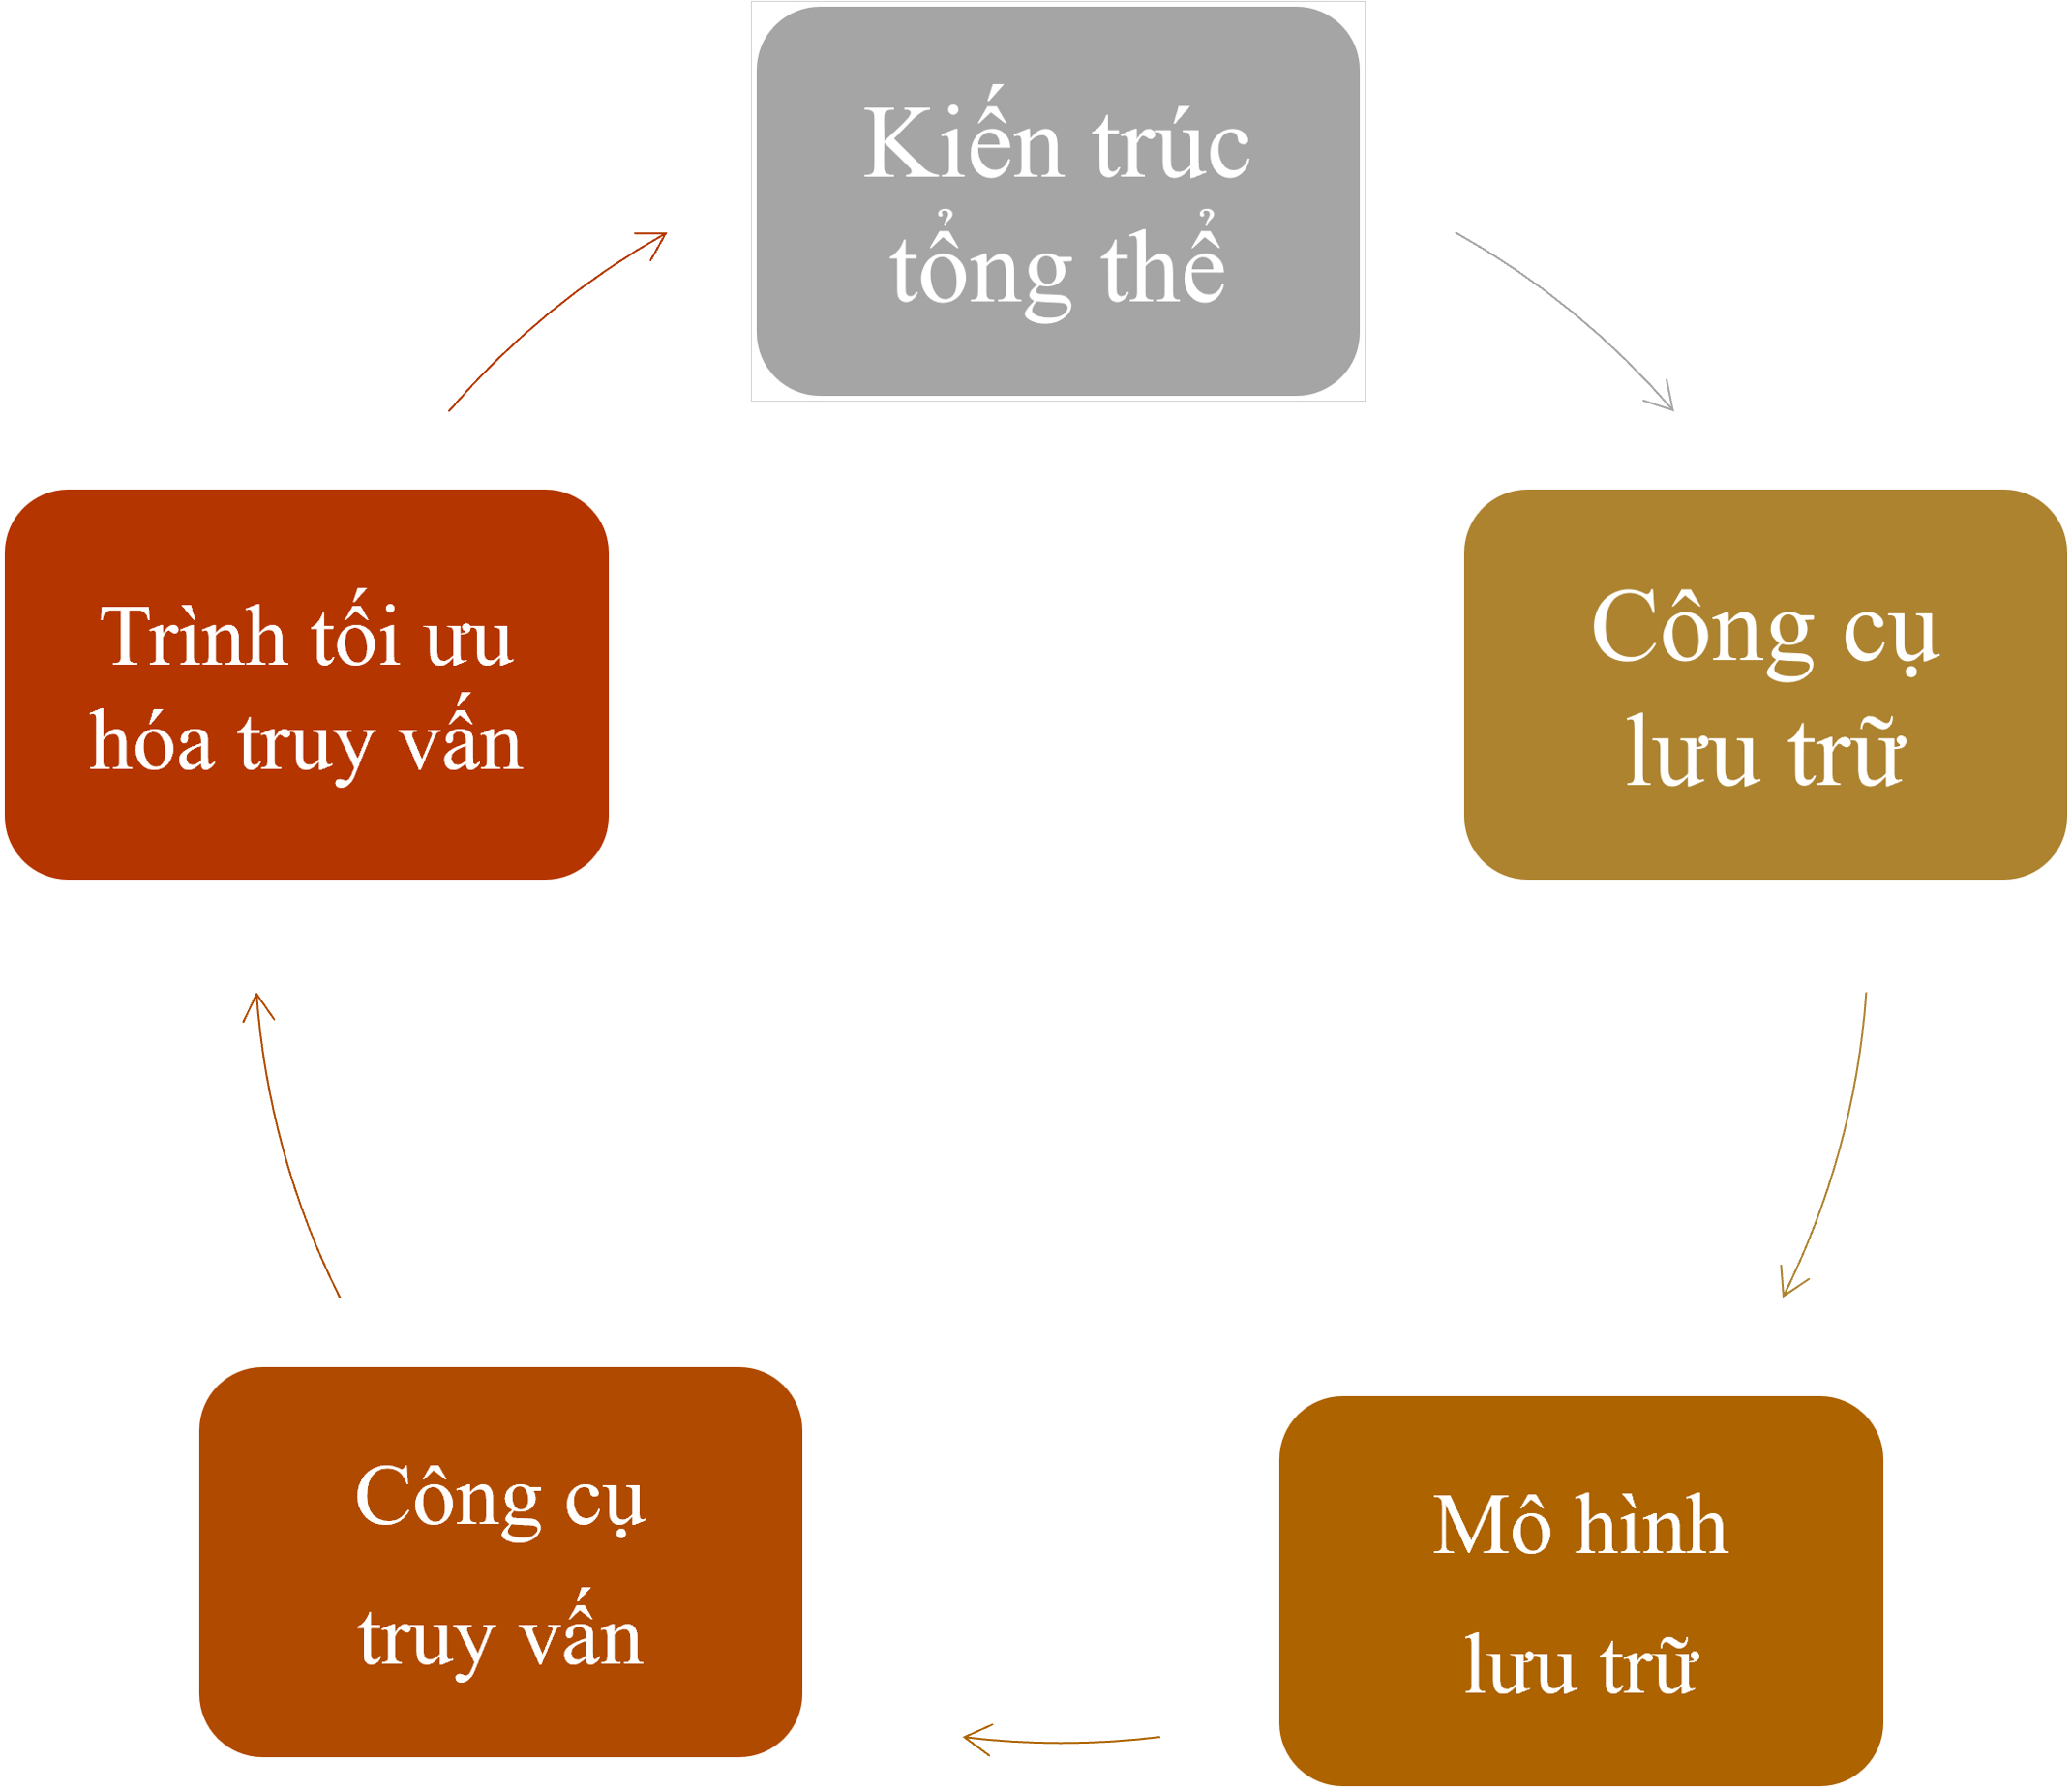 Kiến trúc
tổng thể
Công cụ
lưu trữ
Mô hình
lưu trữ
Công cụ
truy vấn
Trình tối ưu
hóa truy vấn